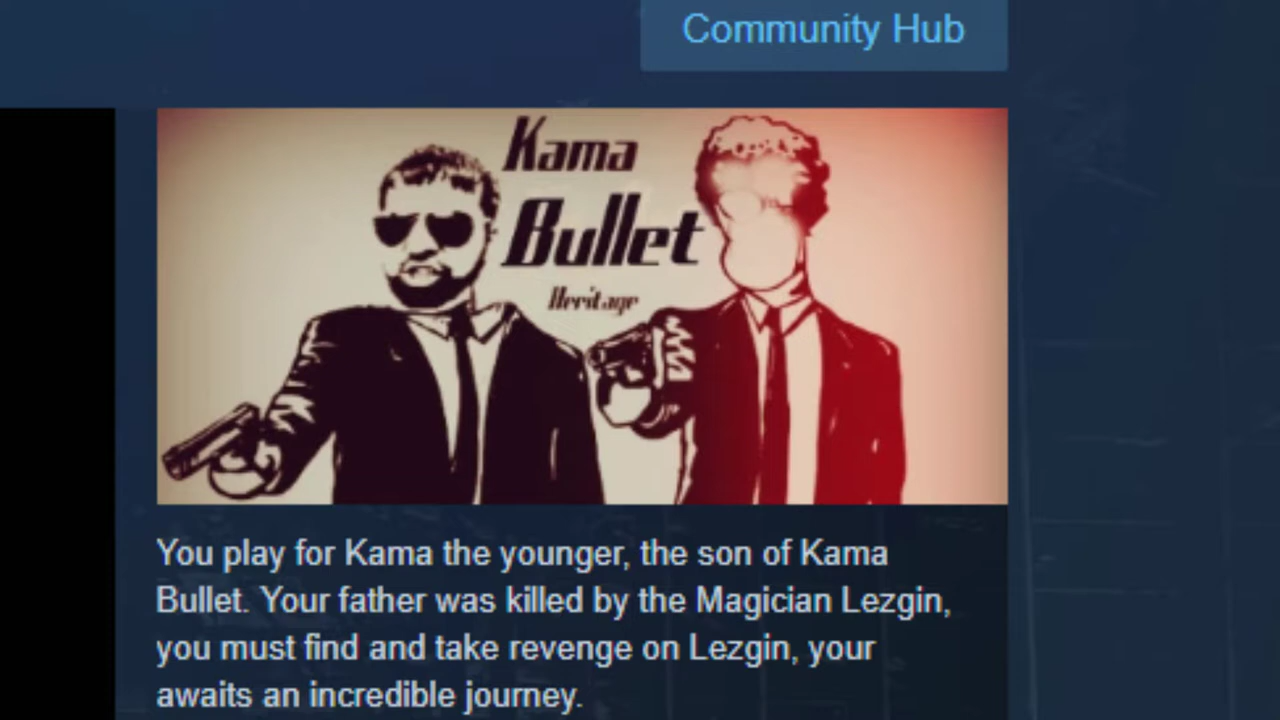 Community Hub
Kama
Bullet
Heritage
You play for Kama the younger, the son of Kama
Bullet. Your father was killed by the Magician Lezgin,
you must find and take revenge on Lezgin, your
awaits an incredible journey.